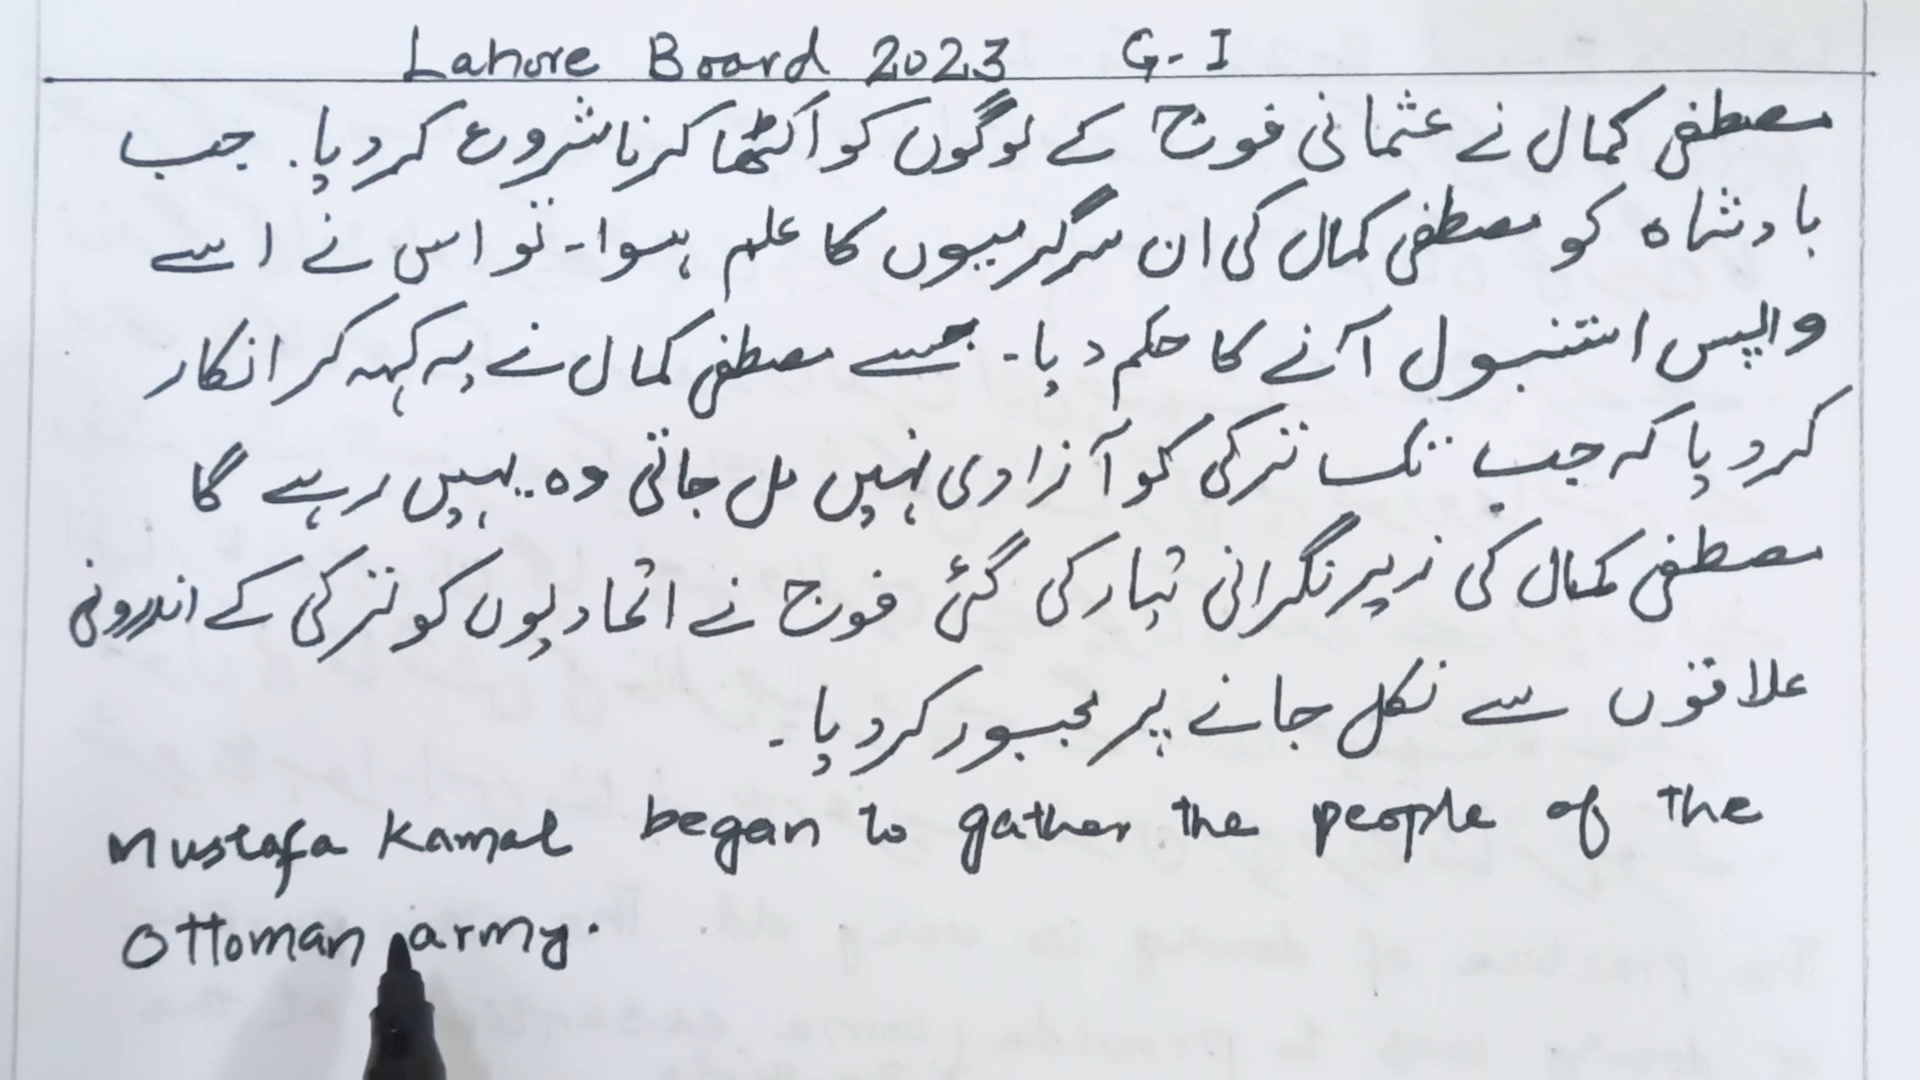 Lahore Board 2023 G-I
مصطفی کمال نے عثمانی فوج کے لوگوں کو اکٹھا کرنا شروع کر دیا۔ جب
بادشاہ کو مصطفی کمال کی ان سرگرمیوں کا علم ہوا۔ تو اس نے اسے
واپس استنبول آنے کا حکم دیا۔ جسے مصطفی کمال نے یہ کہہ کر انکار
کر دیا کہ جب تک ترکی کو آزادی نہیں مل جاتی وہ یہیں رہے گا
مصطفی کمال کی زیر نگرانی تیار کی گئی فوج نے اتحادیوں کو ترکی کے اندرونی
علاقوں سے نکل جانے پر مجبور کر دیا۔
Mustafa Kamal began to gather the people of the
Ottoman army.